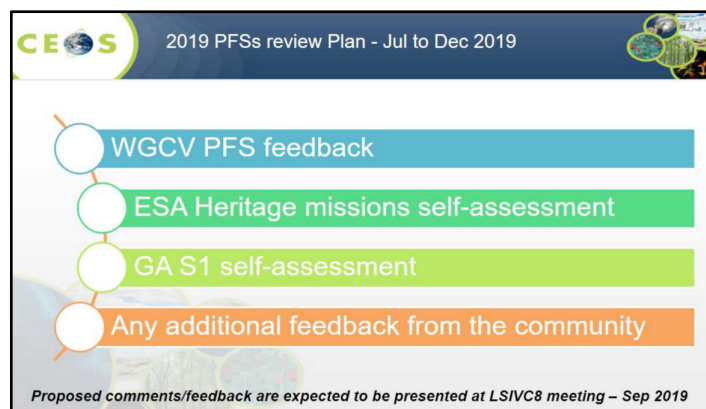 CEOS
2019 PFSs review Plan - Jul to Dec 2019
WGCV PFS feedback
ESA Heritage missions self-assessment
GA S1 self-assessment
Any additional feedback from the community
Proposed comments/feedback are expected to be presented at LSIVC8 meeting – Sep 2019